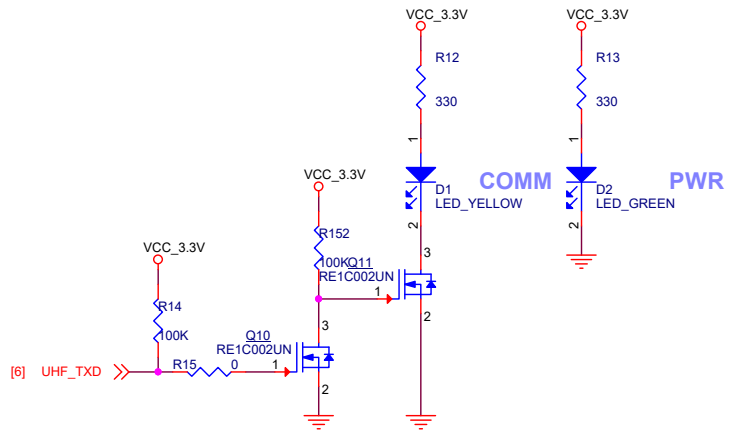 VCC_3.3V
VCC_3.3V
R12
R13
330
330
1
1
COMM
PWR
D1
LED_YELLOW
D2
LED_GREEN
2
2
VCC_3.3V
R152
100K
Q11
RE1C002UN
3
1
2
VCC_3.3V
R14
100K
Q10
RE1C002UN
3
[6] UHF_TXD
R15
0
1
2